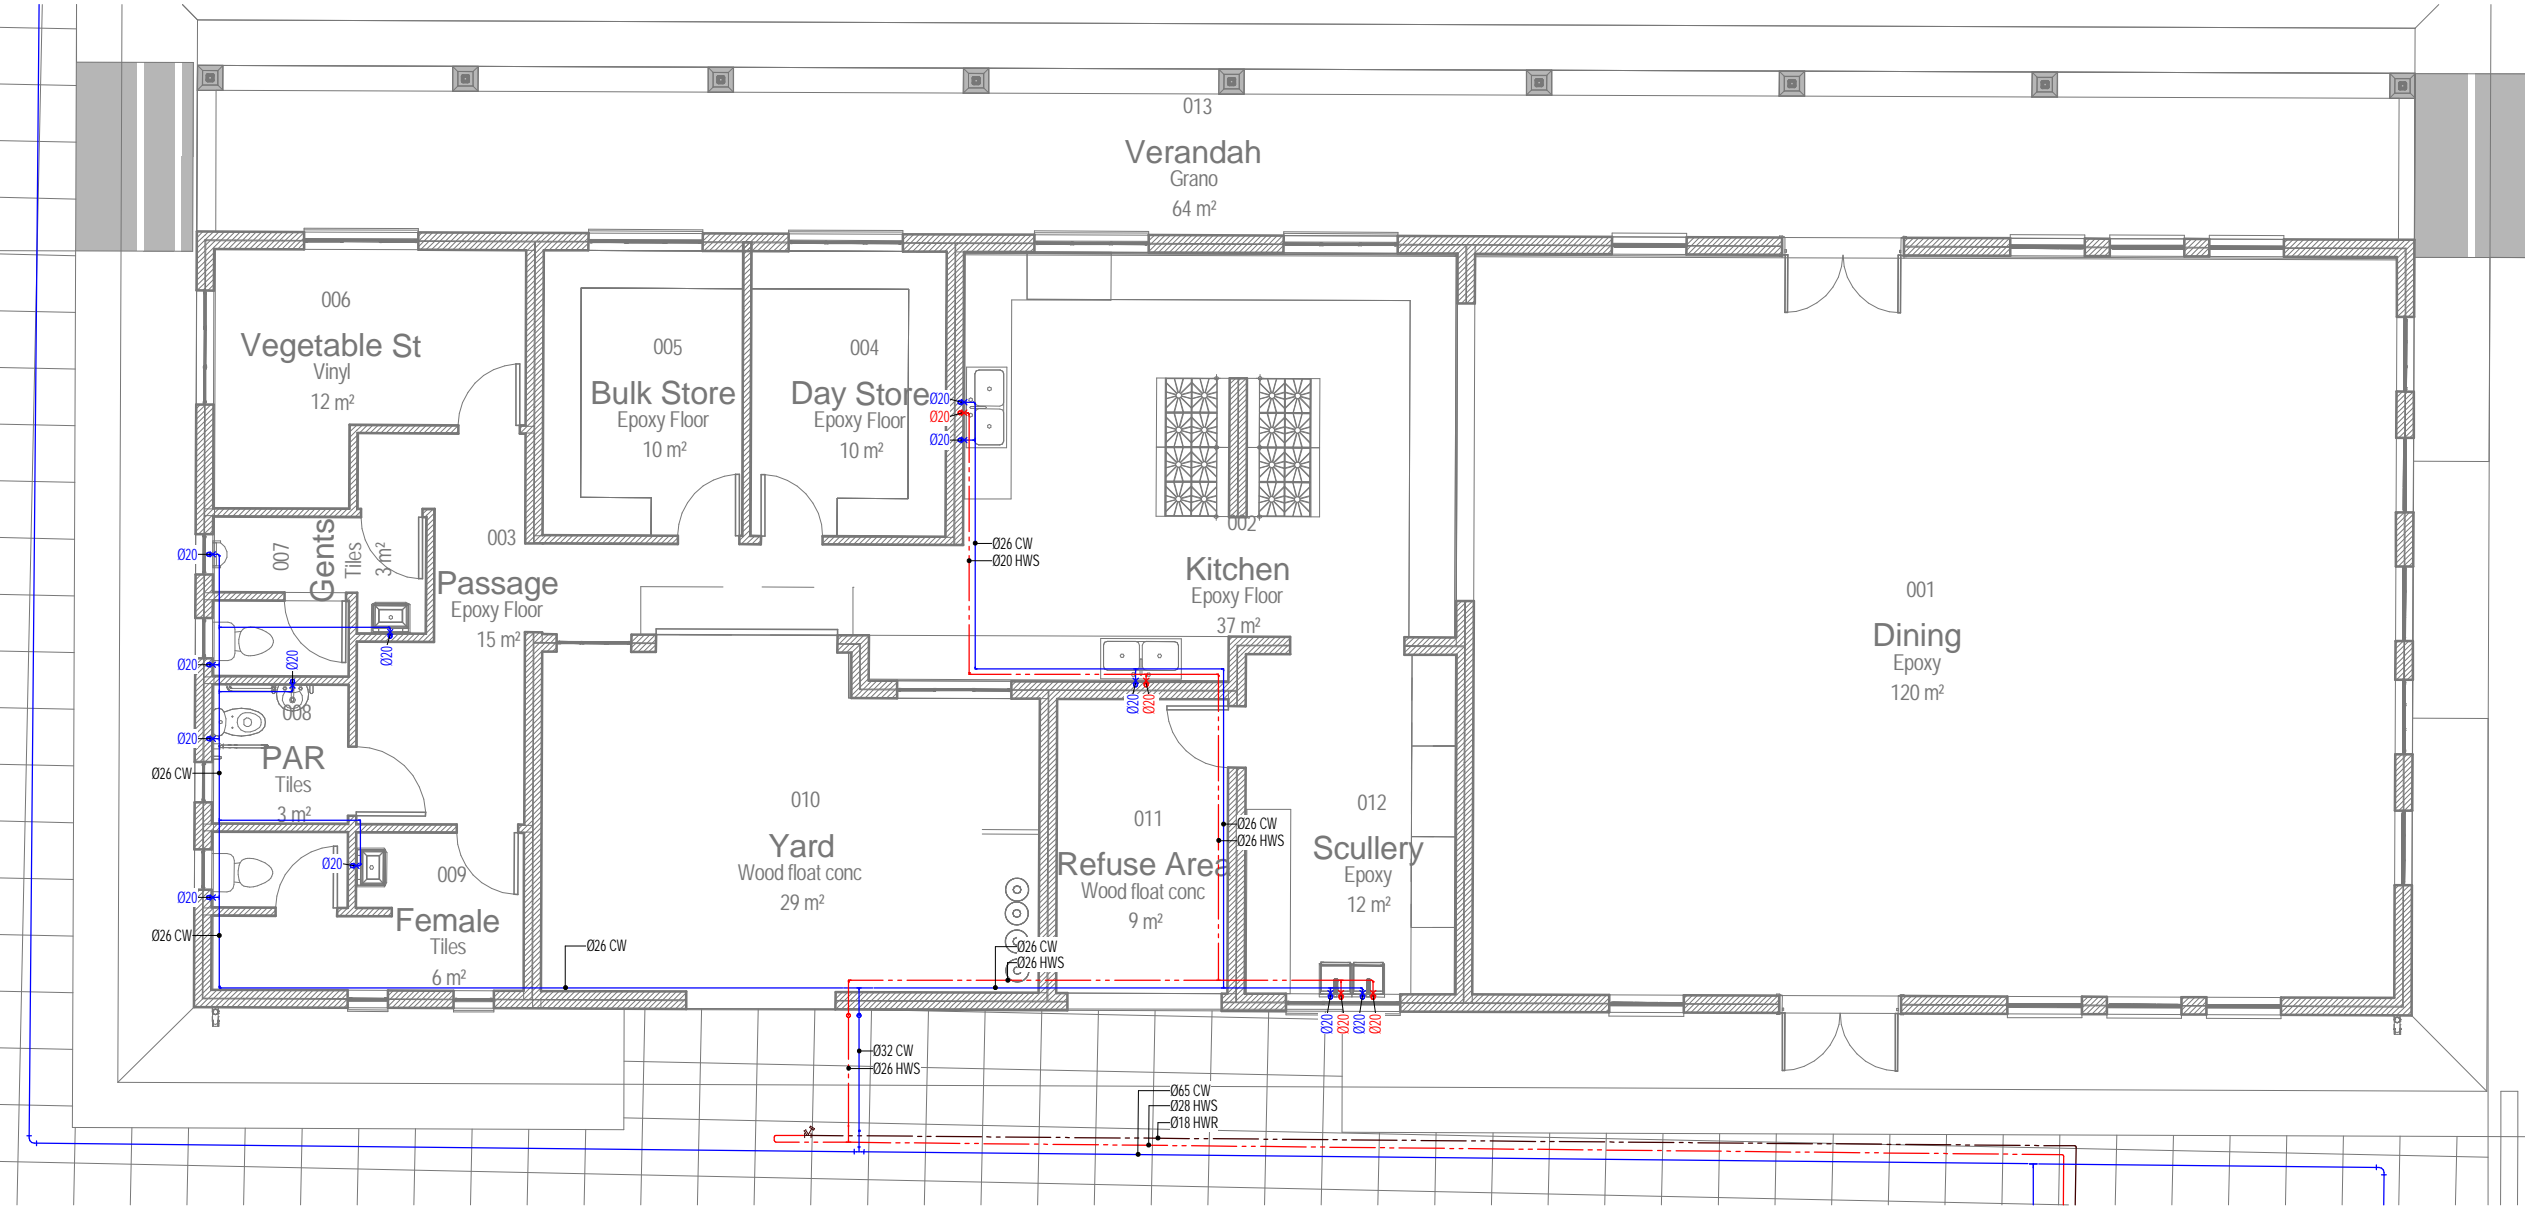 013
Verandah
Grano
64 m²
006
Vegetable St
Vinyl
12 m²
005
Bulk Store
Epoxy Floor
10 m²
004
Day Store
Epoxy Floor
10 m²
Ø20
Ø20
Ø20
002
Kitchen
Epoxy Floor
37 m²
Ø26 CW
Ø20 HWS
001
Dining
Epoxy
120 m²
003
Passage
Epoxy Floor
15 m²
007
Gents
Tiles
3 m²
Ø20
Ø20
Ø20
Ø20
008
PAR
Tiles
3 m²
Ø20
Ø26 CW
Ø20
Ø20
Ø26 CW
009
Female
Tiles
6 m²
010
Yard
Wood float conc
29 m²
Ø26 CW
Ø26 CW
Ø26 HWS
011
Refuse Area
Wood float conc
9 m²
Ø20
Ø20
Ø26 CW
Ø26 HWS
012
Scullery
Epoxy
12 m²
Ø20
Ø20
Ø20
Ø20
Ø32 CW
Ø26 HWS
Ø65 CW
Ø28 HWS
Ø18 HWR